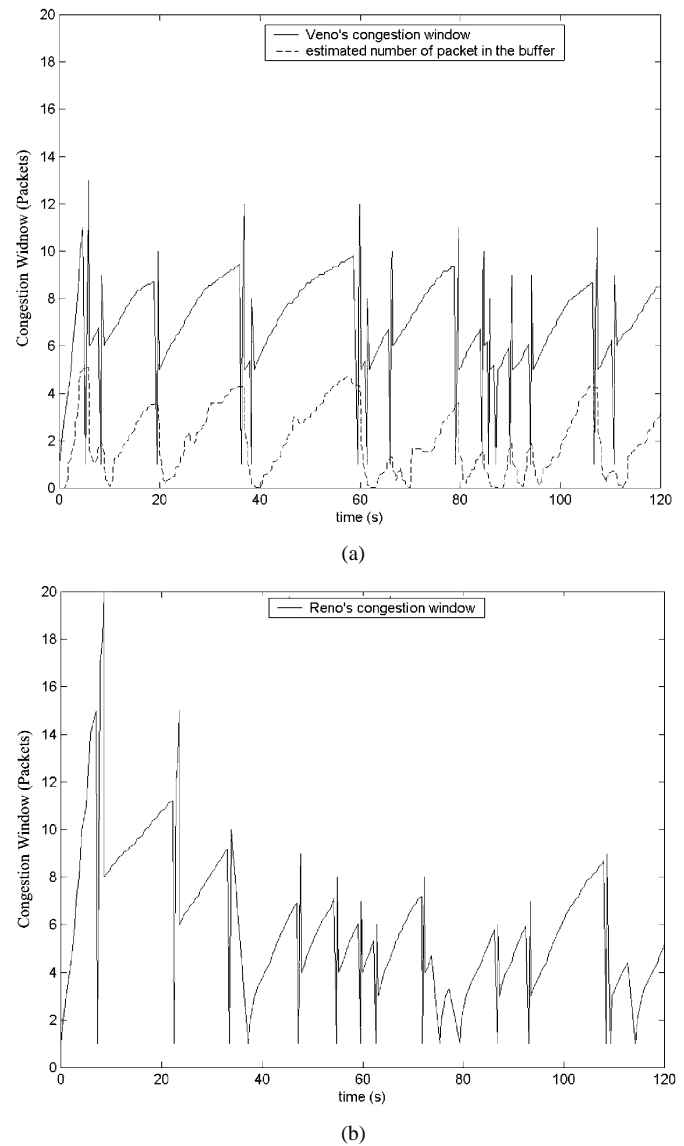 20
18
16
14
12
10
8
6
4
2
0
Congestion Widnow (Packets)
Veno's congestion window
estimated number of packet in the buffer
0 20 40 60 80 100 120
time (s)
(a)
20
18
16
14
12
10
8
6
4
2
0
Congestion Window (Packets)
Reno's congestion window
0 20 40 60 80 100 120
time (s)
(b)